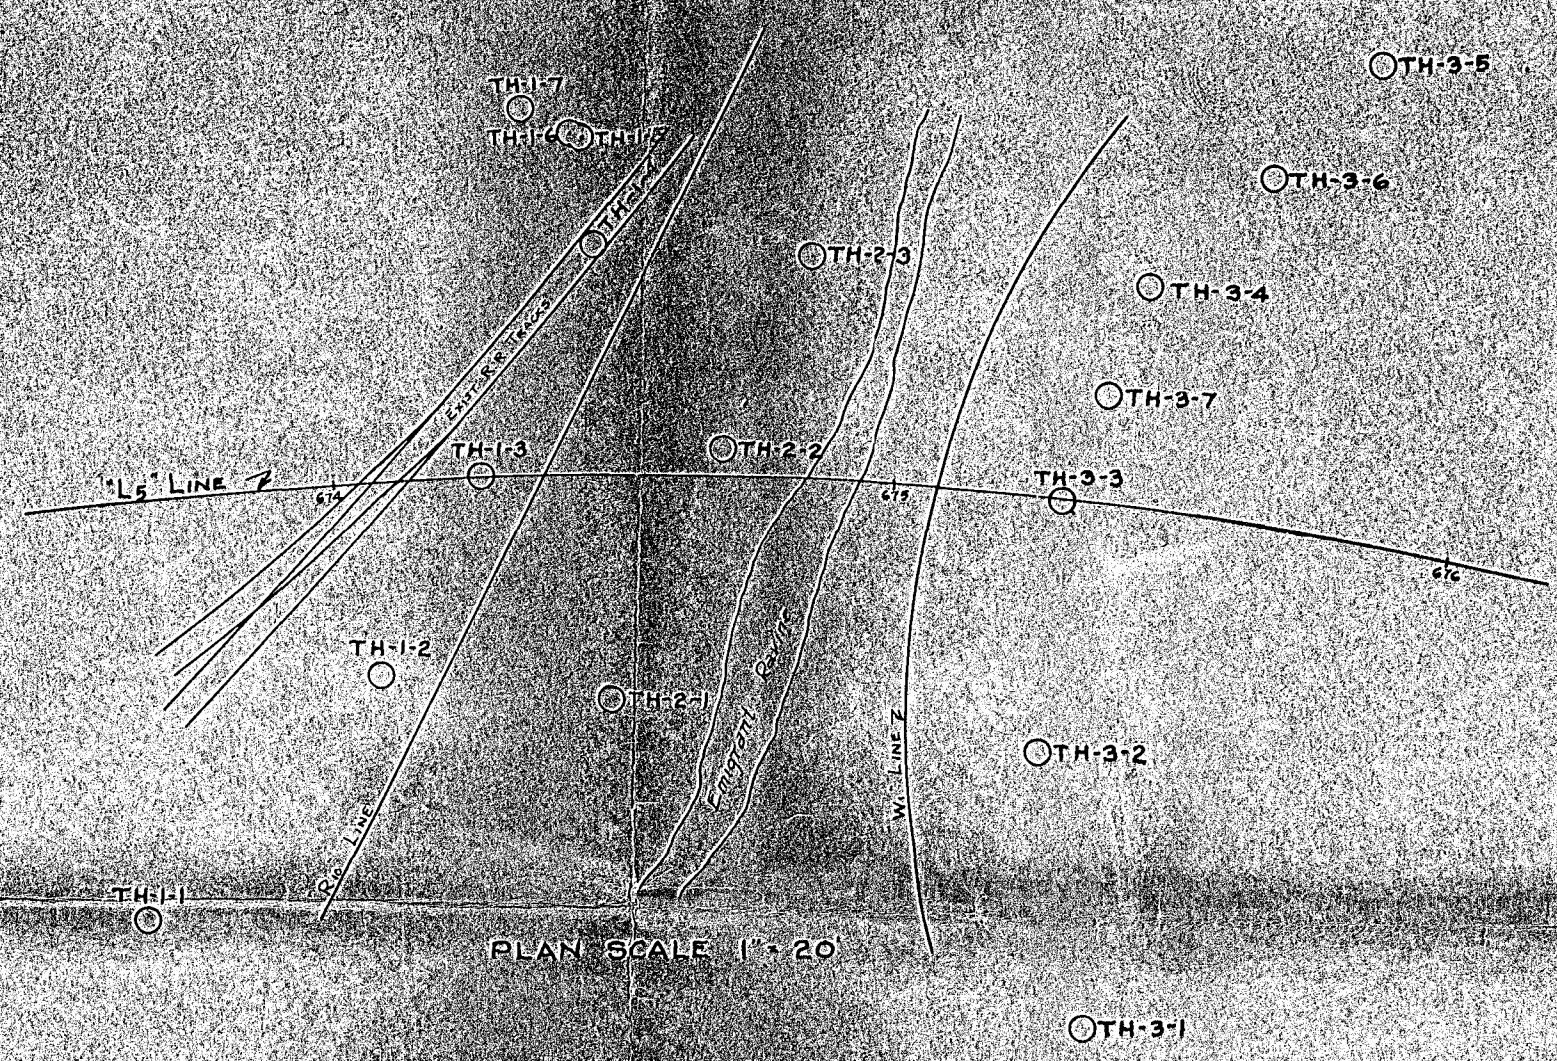 TH-1-7
TH-3-5
TH-1-6
TH-1-5
TH-3-6
TH-1-4
TH-2-3
TH-3-4
EXIST. R.R TRACKS
TH-3-7
TH-1-3
TH-2-2
"L5" LINE
674
675
TH-3-3
676
TH-1-2
TH-2-1
Emigrant Ravine
W. LINE
TH-3-2
LINE
TH-1-1
PLAN SCALE 1" = 20'
TH-3-1